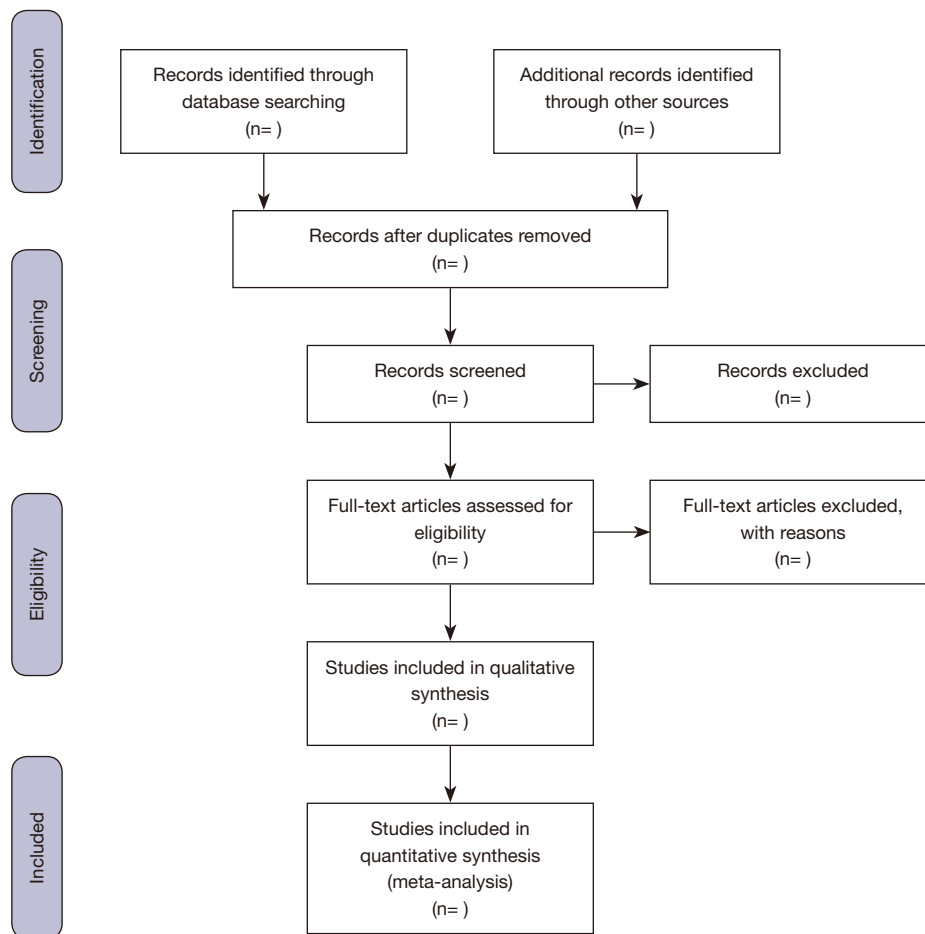 Identification
Records identified through
database searching
(n= )
Additional records identified
through other sources
(n= )
Records after duplicates removed
(n= )
Screening
Records screened
(n= )
Records excluded
(n= )
Eligibility
Full-text articles assessed for
eligibility
(n= )
Full-text articles excluded,
with reasons
(n= )
Studies included in qualitative
synthesis
(n= )
Included
Studies included in
quantitative synthesis
(meta-analysis)
(n= )